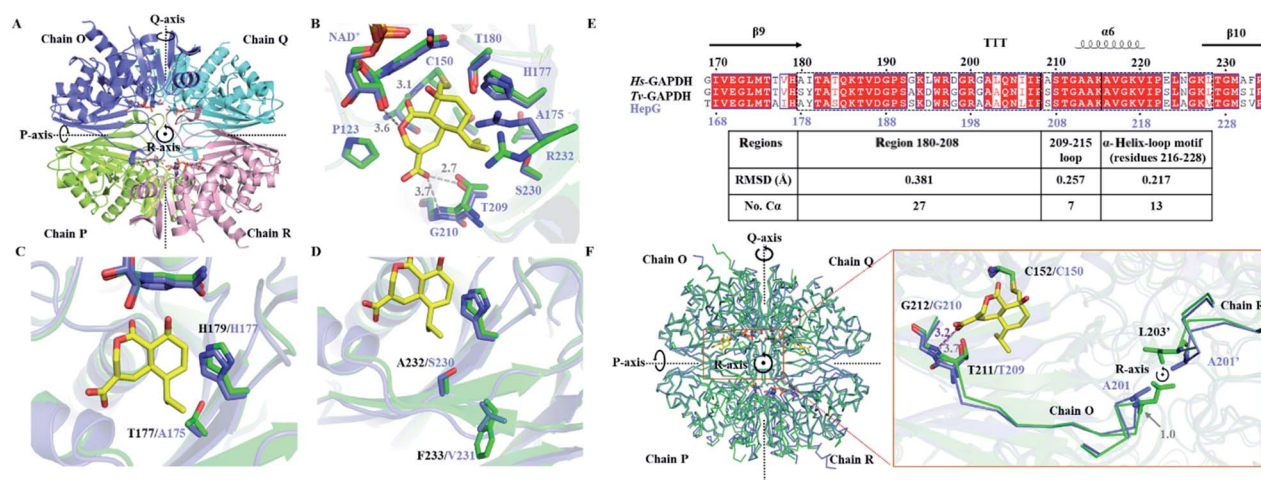 A
Q-axis
Chain O
Chain Q
P-axis
R-axis
Chain P
Chain R
B
NAD+
T180
C150
H177
3.1
3.6
A175
P123
R232
2.7
S230
3.7
T209
G210
C
H179/H177
T177/A175
D
A232/S230
F233/V231
E
β9
TTT
α6
β10
170 180 190 200 210 220 230
Hs-GAPDH
Tv-GAPDH
HepG
168 178 188 198 208 218 228
Regions Region 180-208 209-215 loop α-Helix-loop motif (residues 216-228)
RMSD (Å) 0.381 0.257 0.217
No. Cα 27 7 13
F
Q-axis
Chain O
Chain Q
P-axis
R-axis
Chain P
Chain R
C152/C150
G212/G210
Chain R
3.2
3.7
L203'
T211/T209
R-axis
A201'
A201
Chain O
1.0